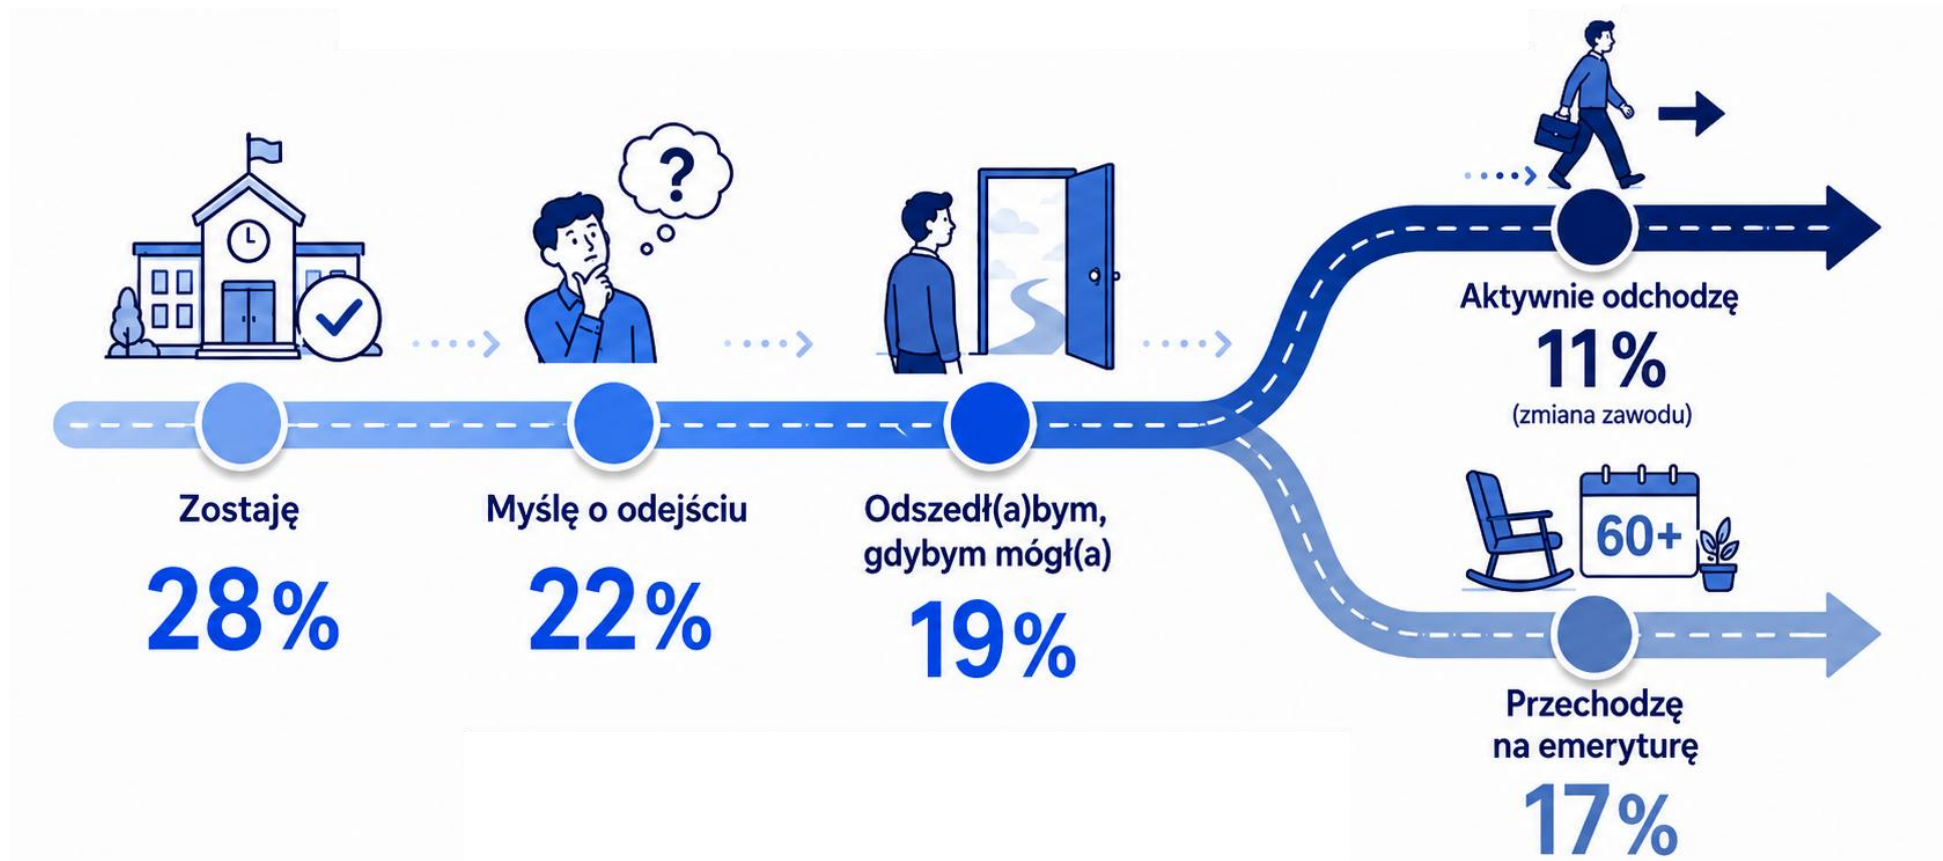 ?
Zostaję
28%
Myślę o odejściu
22%
Odszedł(a)bym,
gdybym mógł(a)
19%
Aktywnie odchodzę
11%
(zmiana zawodu)
60+
Przechodzę
na emeryturę
17%